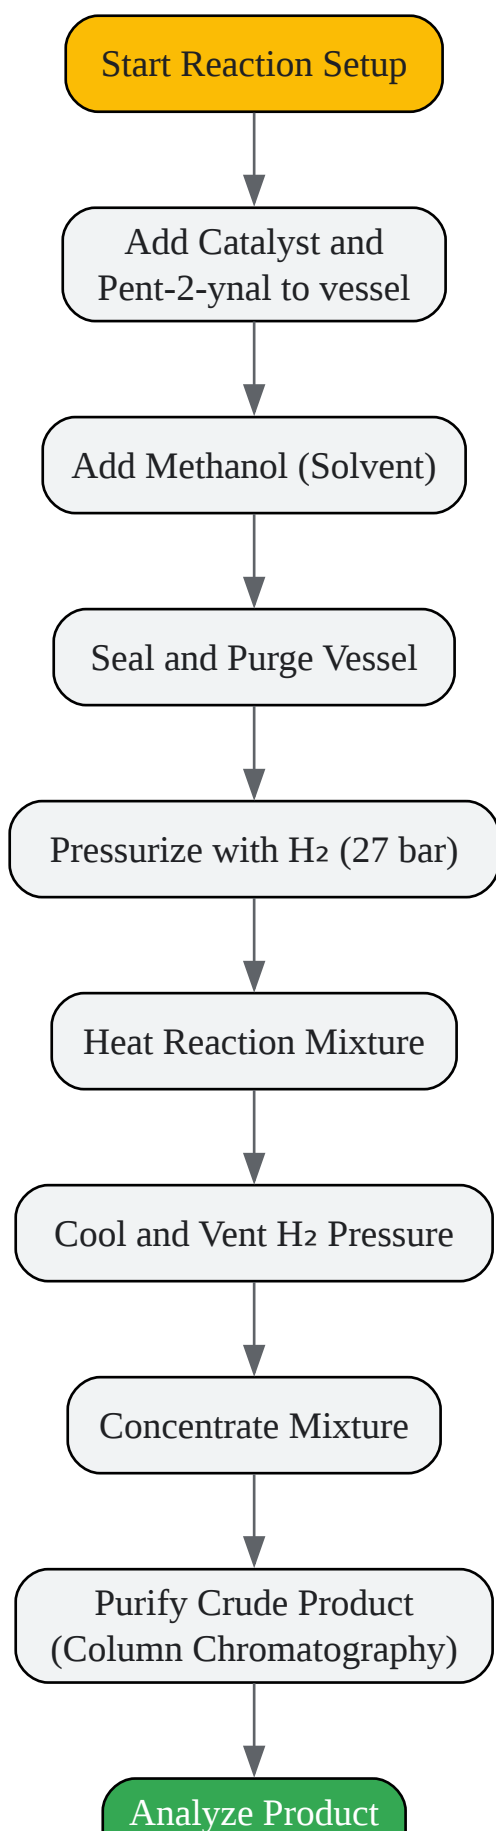 Start Reaction Setup
Add Catalyst and
Pent-2-ynal to vessel
Add Methanol (Solvent)
Seal and Purge Vessel
Pressurize with H₂ (27 bar)
Heat Reaction Mixture
Cool and Vent H₂ Pressure
Concentrate Mixture
Purify Crude Product
(Column Chromatography)
Analyze Product